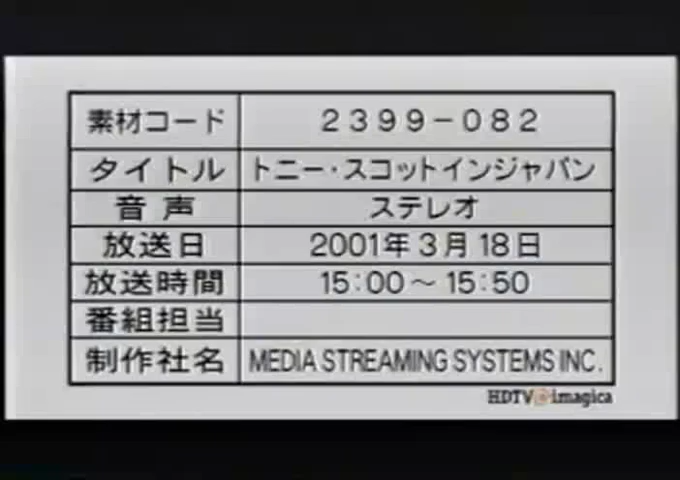 素材コード 2399-082
タイトル トニー・スコットインジャパン
音声 ステレオ
放送日 2001年3月18日
放送時間 15:00～15:50
番組担当
制作社名 MEDIA STREAMING SYSTEMS INC.
HDTV@imagica